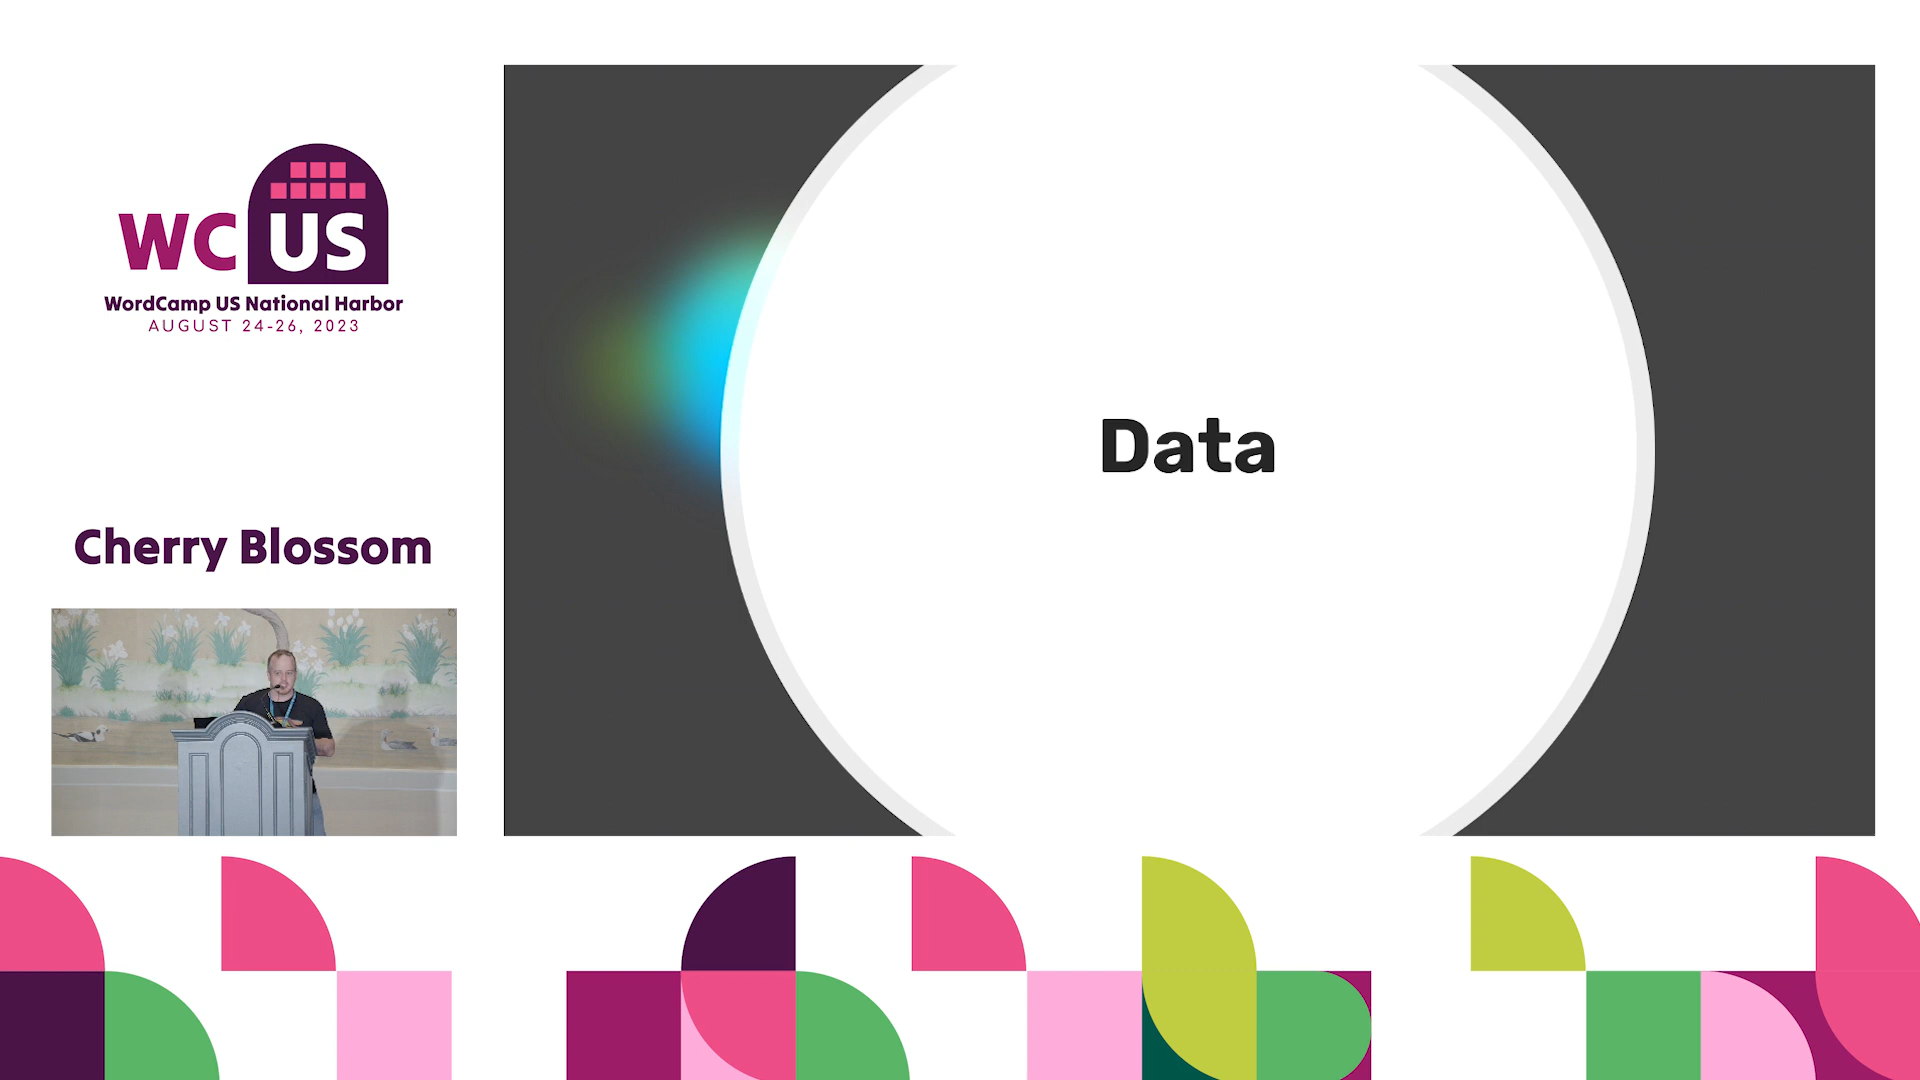 WC US
WordCamp US National Harbor
AUGUST 24-26, 2023
Cherry Blossom
Data